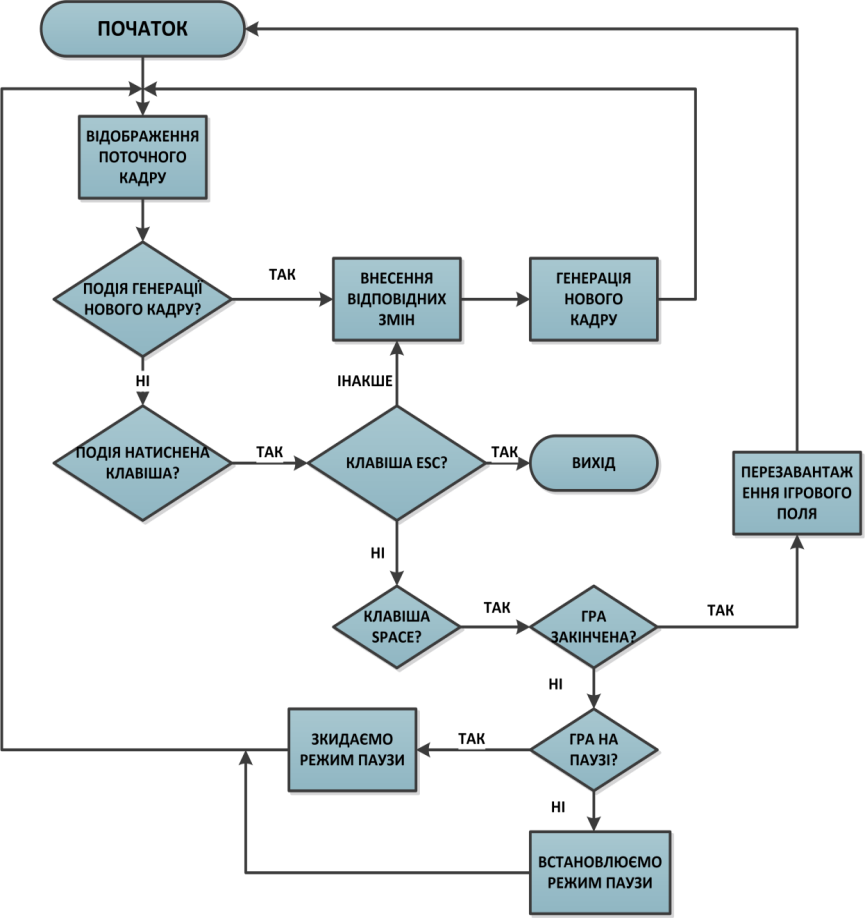 ПОЧАТОК
ВІДОБРАЖЕННЯ
ПОТОЧНОГО
КАДРУ
ПОДІЯ ГЕНЕРАЦІЇ
НОВОГО КАДРУ?
ТАК
ВНЕСЕННЯ
ВІДПОВІДНИХ
ЗМІН
ГЕНЕРАЦІЯ
НОВОГО
КАДРУ
НІ
ІНАКШЕ
ПОДІЯ НАТИСНЕНА
КЛАВІША?
ТАК
КЛАВІША ESC?
ТАК
ВИХІД
ПЕРЕЗАВАНТАЖ
ЕННЯ ІГРОВОГО
ПОЛЯ
НІ
КЛАВІША
SPACE?
ТАК
ГРА
ЗАКІНЧЕНА?
ТАК
НІ
ЗКИДАЄМО
РЕЖИМ ПАУЗИ
ТАК
ГРА НА
ПАУЗІ?
НІ
ВСТАНОВЛЮЄМО
РЕЖИМ ПАУЗИ